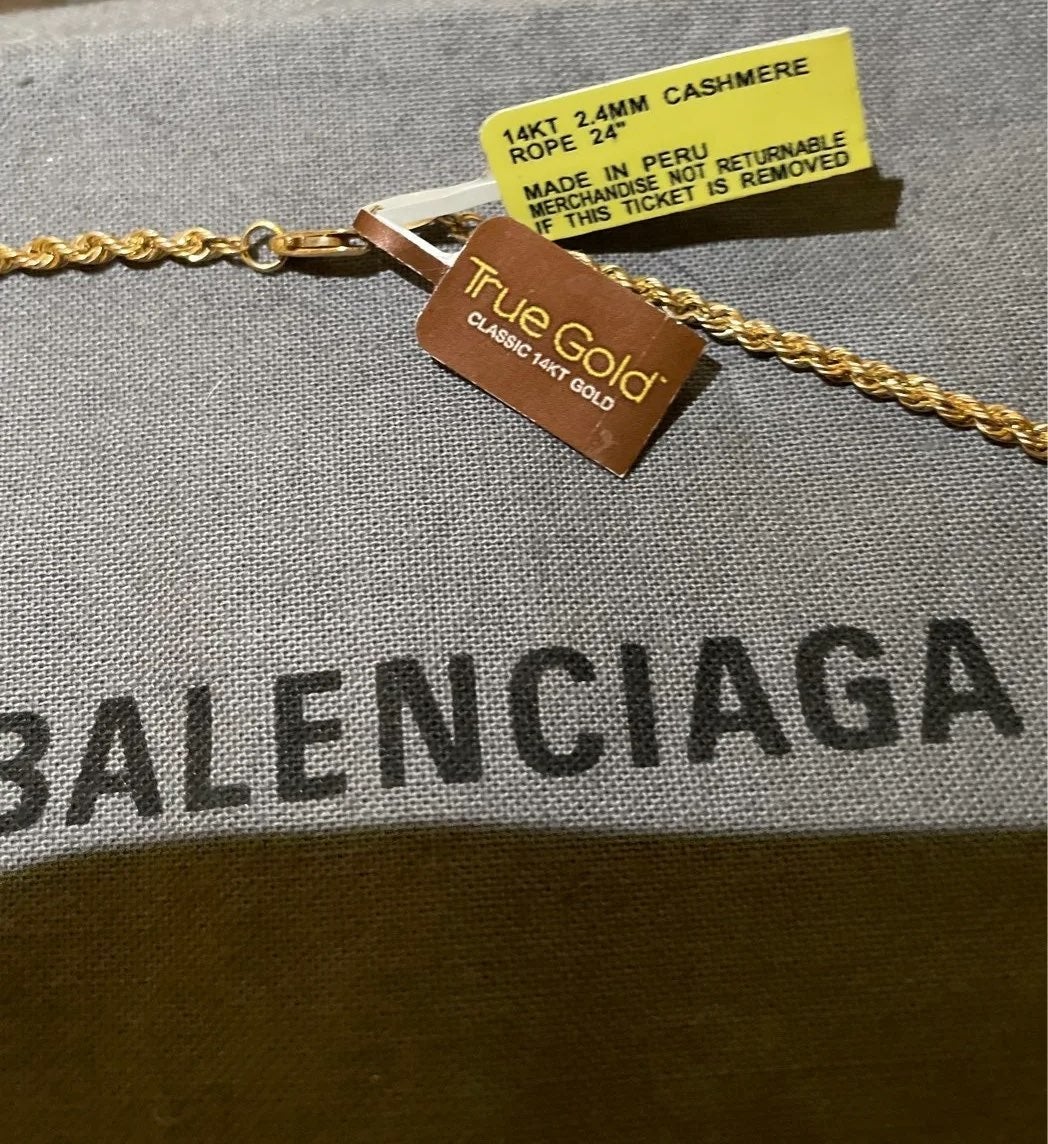 14KT 2.4MM CASHMERE
ROPE 24"
MADE IN PERU
MERCHANDISE NOT RETURNABLE
IF THIS TICKET IS REMOVED
True Gold
CLASSIC 14KT GOLD
BALENCIAGA